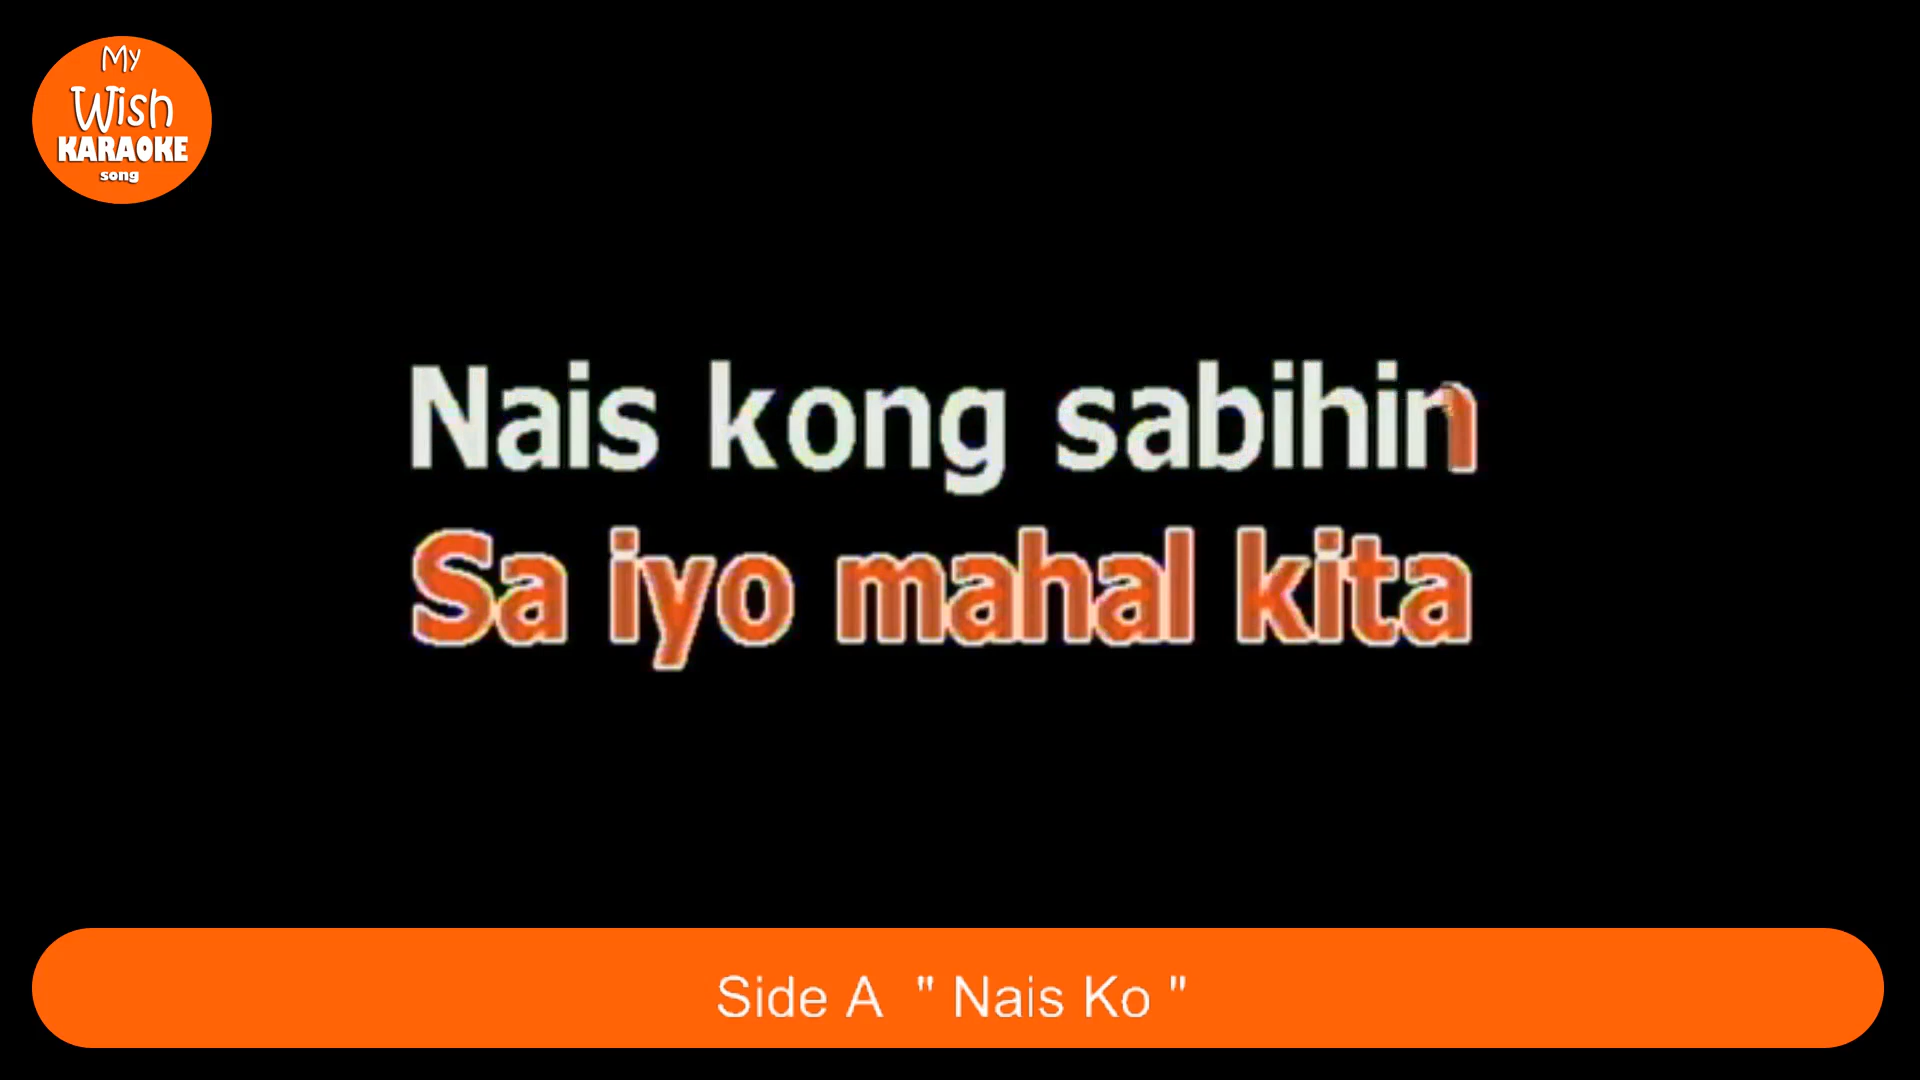 My
Wish
KARAOKE
song
Nais kong sabihin
Sa iyo mahal kita
Side A " Nais Ko "